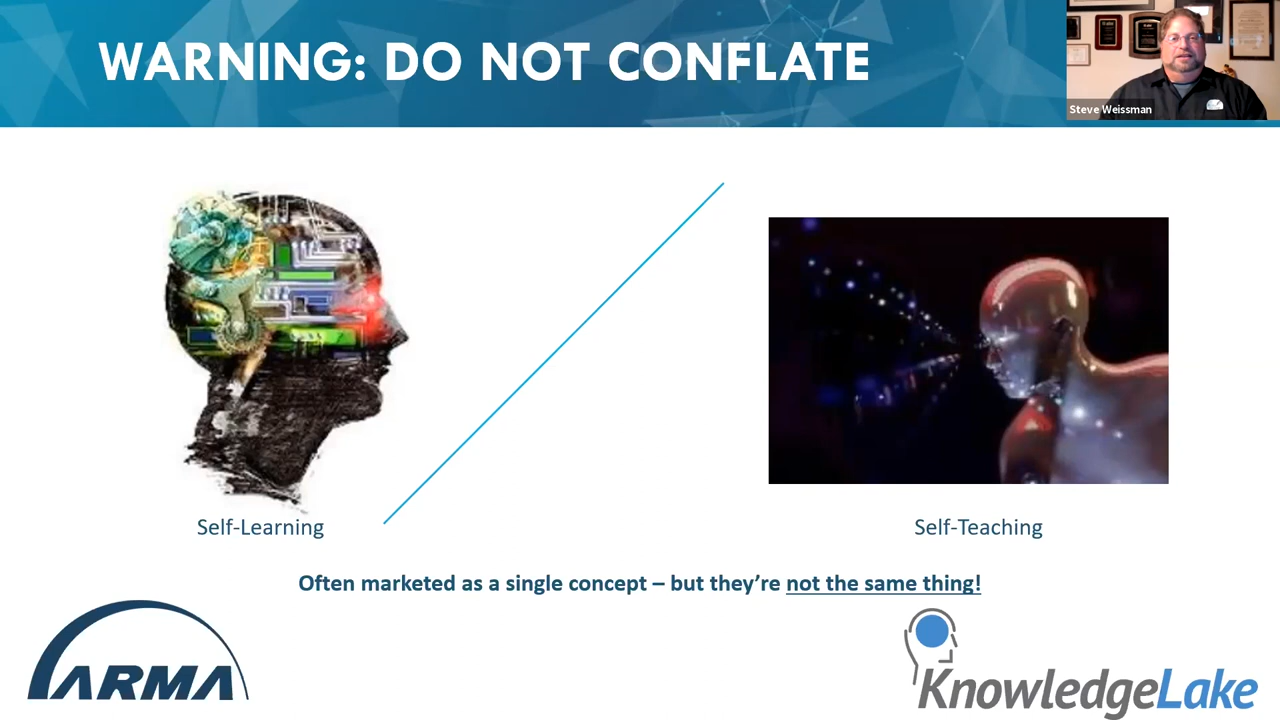 WARNING: DO NOT CONFLATE
Steve Weissman
Self-Learning
Self-Teaching
Often marketed as a single concept – but they're not the same thing!
ARMA
KnowledgeLake